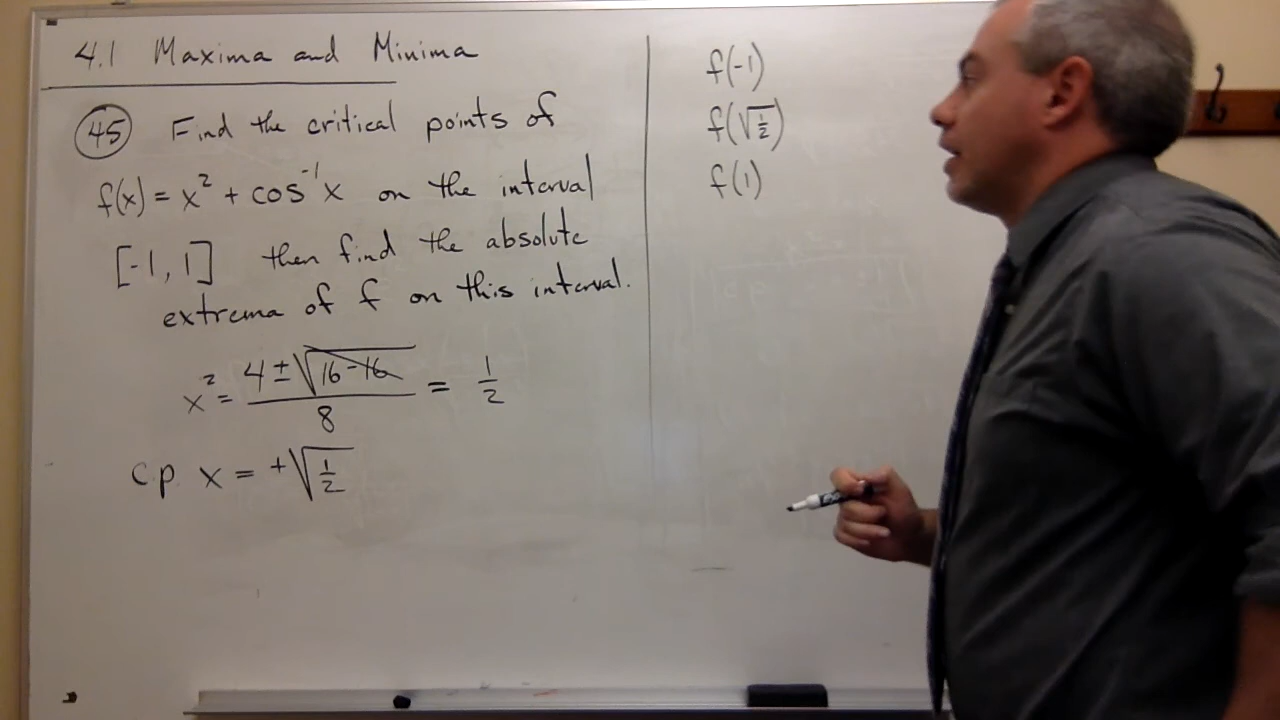 4.1 Maxima and Minima
45 Find the critical points of
f(x) = x² + cos⁻¹x on the interval
[-1, 1] then find the absolute
extrema of f on this interval.
x² = (4 ± √(16-16))/8 = 1/2
c.p. x = +√(1/2)
f(-1)
f(√(1/2))
f(1)